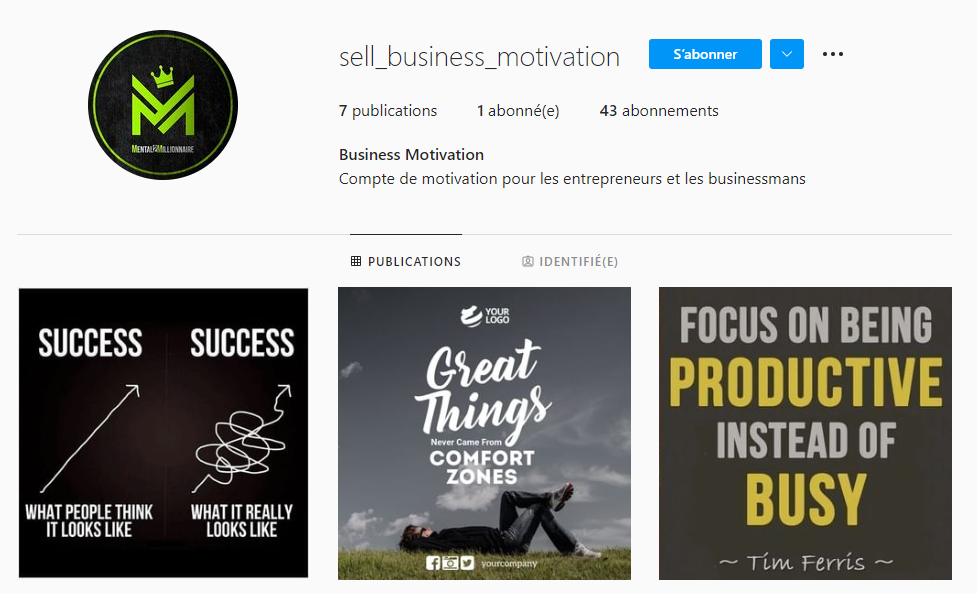 sell_business_motivation
S'abonner
7 publications
1 abonné(e)
43 abonnements
Business Motivation
Compte de motivation pour les entrepreneurs et les businessmans
PUBLICATIONS
IDENTIFIÉ(E)
SUCCESS
SUCCESS
WHAT PEOPLE THINK
IT LOOKS LIKE
WHAT IT REALLY
LOOKS LIKE
YOUR
LOGO
Great
Things
Never Came From
COMFORT
ZONES
yourcompany
FOCUS ON BEING
PRODUCTIVE
INSTEAD OF
BUSY
~ Tim Ferris ~